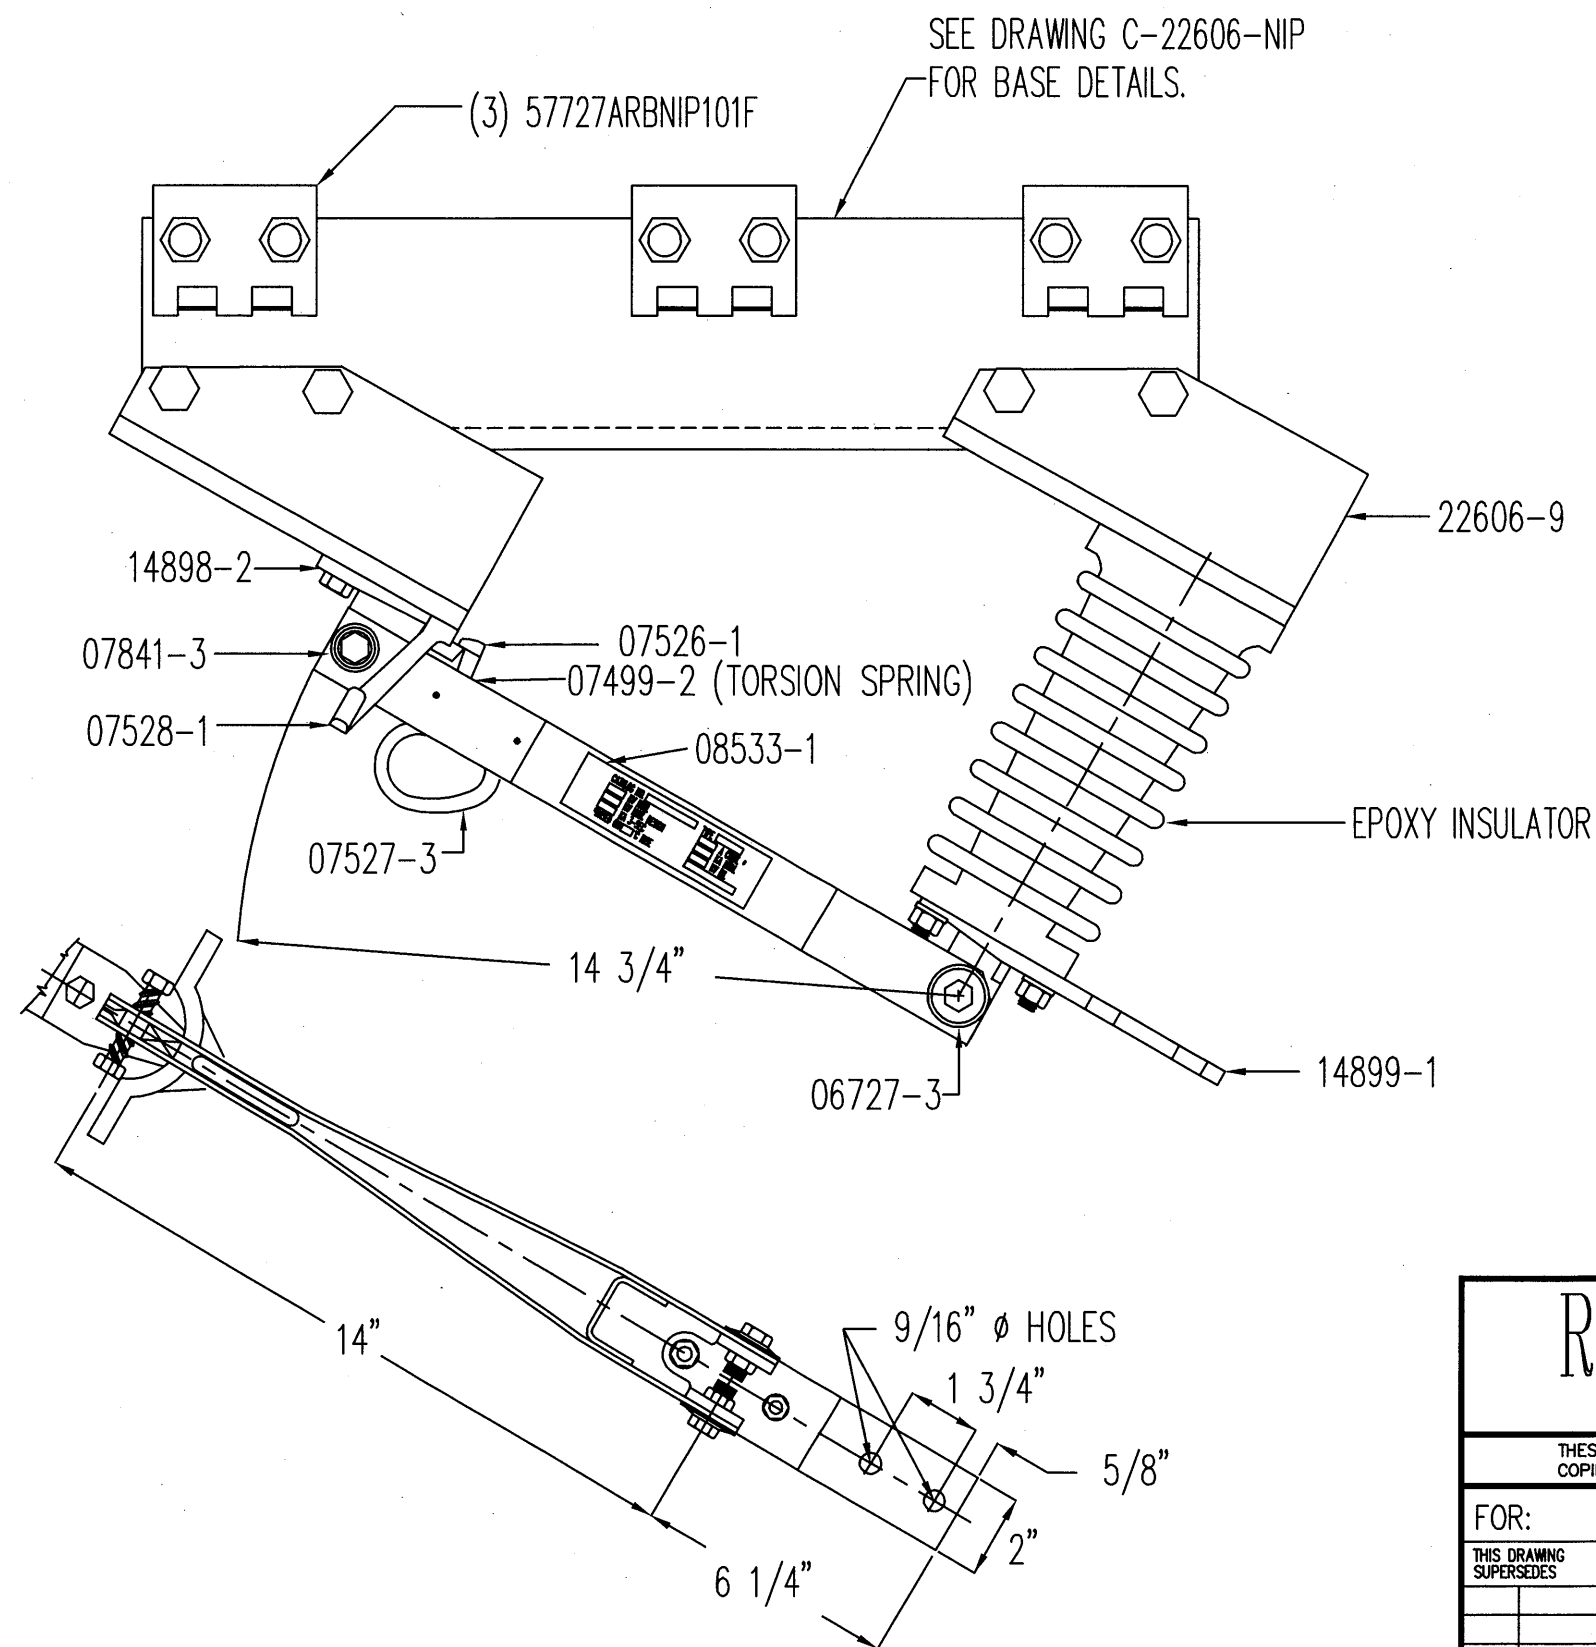 SEE DRAWING C-22606-NIP
FOR BASE DETAILS.
(3) 57727ARBNIP101F
22606-9
14898-2
07841-3
07526-1
07499-2 (TORSION SPRING)
07528-1
08533-1
07527-3
EPOXY INSULATOR
14 3/4"
06727-3
14899-1
14"
9/16" ø HOLES
1 3/4"
5/8"
2"
6 1/4"
R
THES
COPI
FOR:
THIS DRAWING
SUPERSEDES